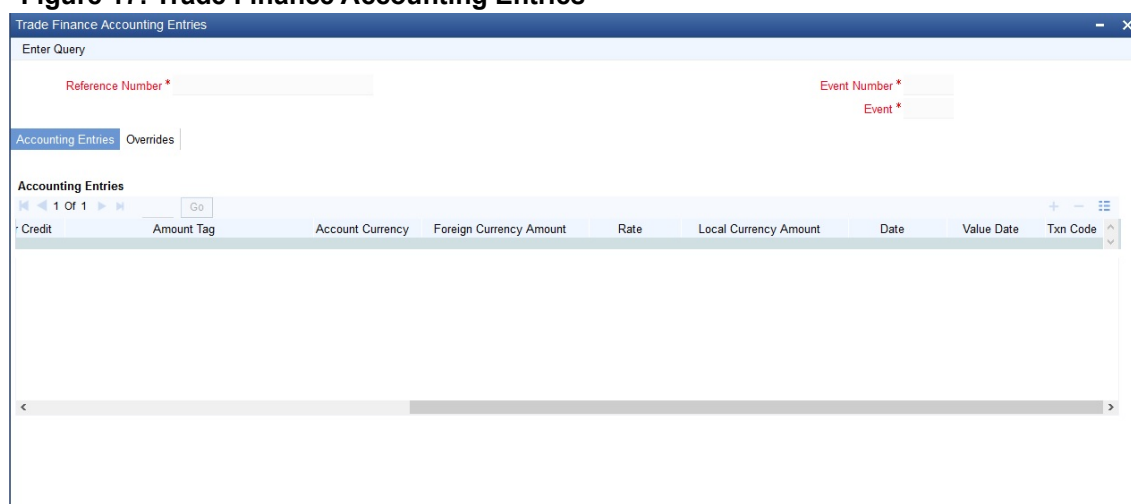 Figure 17: Trade Finance Accounting Entries
Trade Finance Accounting Entries
Enter Query
Reference Number *
Event Number *
Event *
Accounting Entries Overrides
Accounting Entries
1 Of 1 Go
Credit Amount Tag Account Currency Foreign Currency Amount Rate Local Currency Amount Date Value Date Txn Code